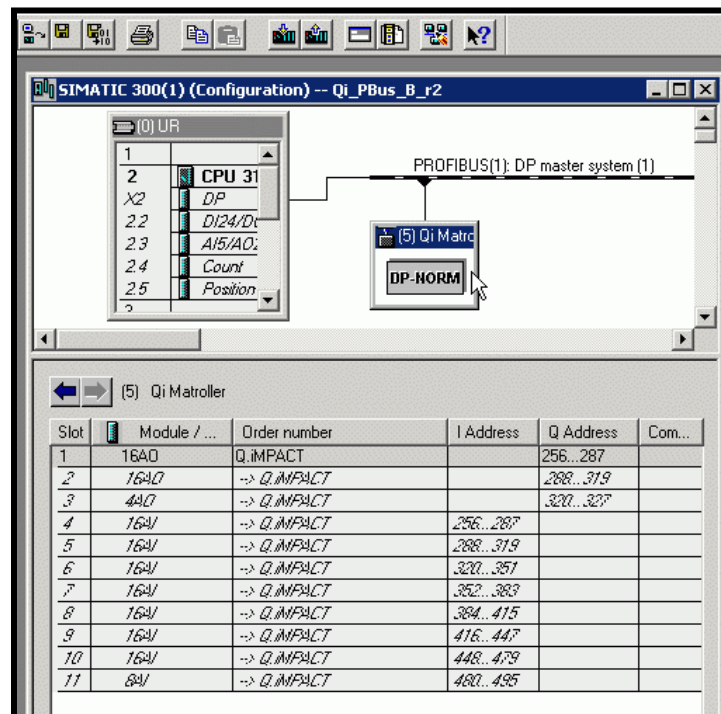 SIMATIC 300(1) (Configuration) -- Qi_PBus_B_r2
(0) UR
1
2 CPU 31
X2 DP
2.2 DI24/D
2.3 AI5/AO
2.4 Count
2.5 Position
PROFIBUS(1): DP master system (1)
(5) Qi Matro
DP-NORM
(5) Qi Matroller
Slot Module / ... Order number I Address Q Address Com...
1 16AO Q.iMPACT 256...287
2 16AO --> Q.iMPACT 288...319
3 4AO --> Q.iMPACT 320...327
4 16AI --> Q.iMPACT 256...287
5 16AI --> Q.iMPACT 288...319
6 16AI --> Q.iMPACT 320...351
7 16AI --> Q.iMPACT 352...383
8 16AI --> Q.iMPACT 384...415
9 16AI --> Q.iMPACT 416...447
10 16AI --> Q.iMPACT 448...479
11 8AI --> Q.iMPACT 480...495